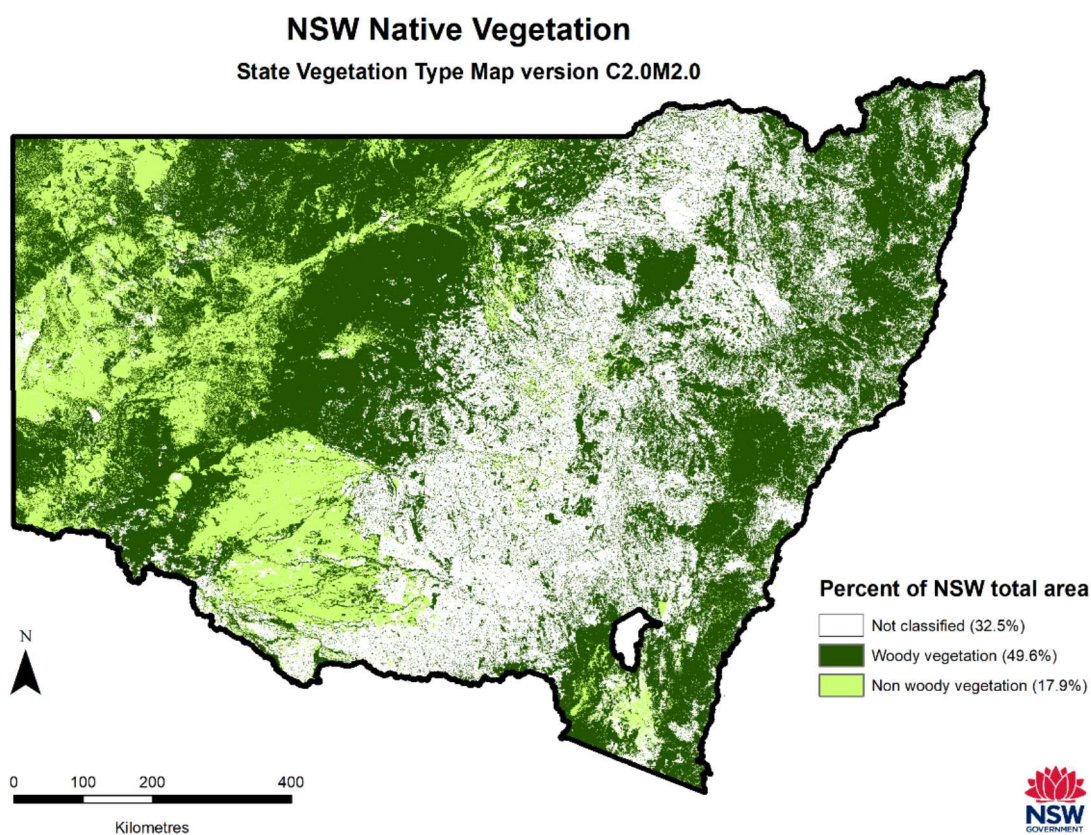 NSW Native Vegetation
State Vegetation Type Map version C2.0M2.0
Percent of NSW total area
Not classified (32.5%)
Woody vegetation (49.6%)
Non woody vegetation (17.9%)
N
0 100 200 400
Kilometres
NSW
GOVERNMENT